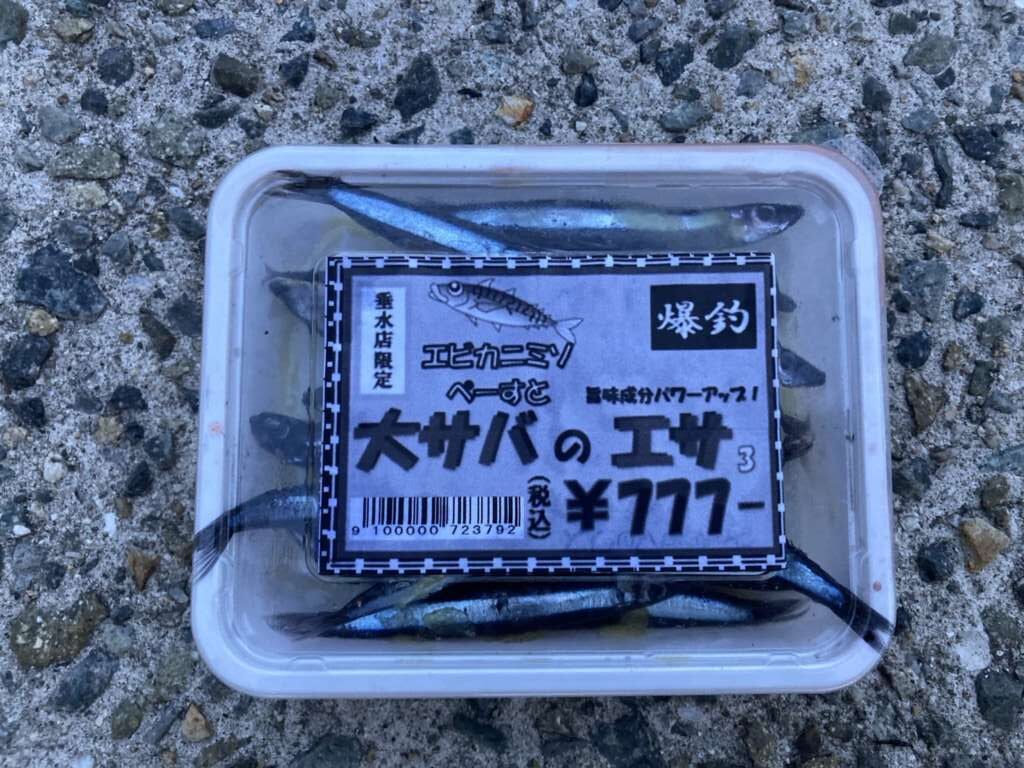 垂水店限定
爆釣
エビカニミソ
ぺーすと
旨味成分パワーアップ！
大サバのエサ
3
(税込)
￥777-
9 100000 723792